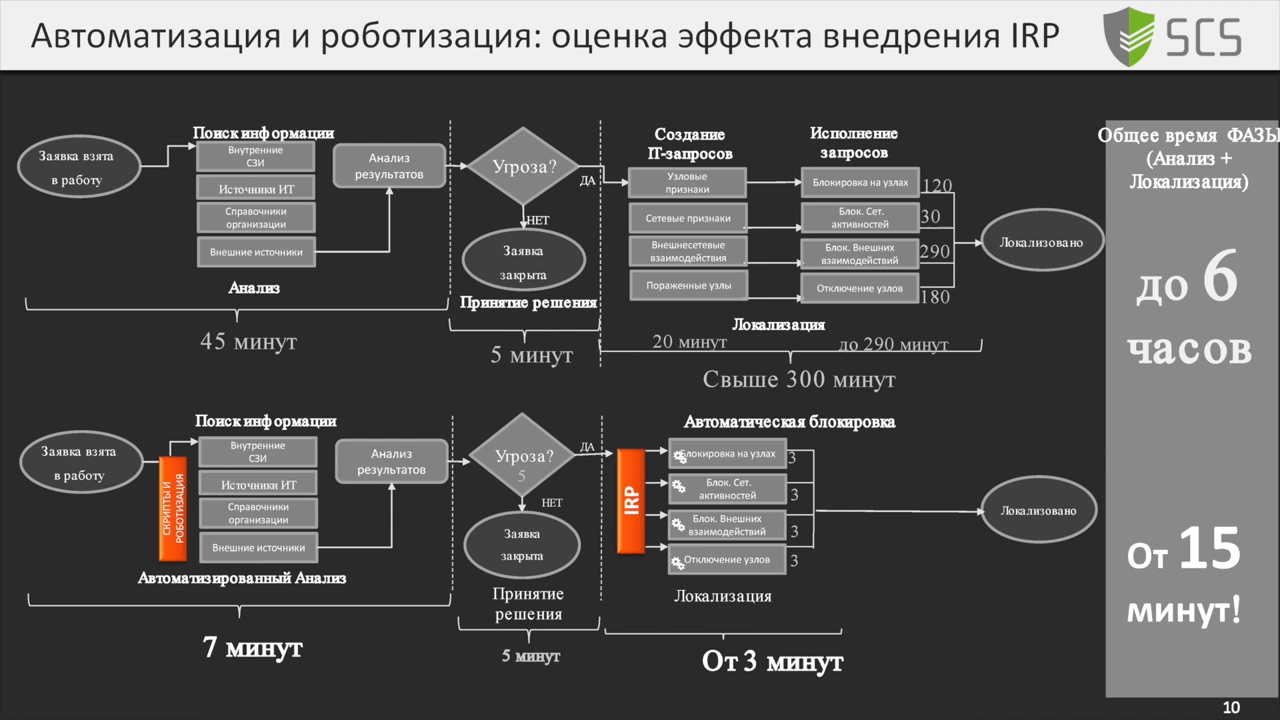 Автоматизация и роботизация: оценка эффекта внедрения IRP
SCS
Заявка взята
в работу
Поиск информации
Внутренние
СЗИ
Источники ИТ
Справочники
организации
Внешние источники
Анализ
Анализ
результатов
45 минут
Угроза?
ДА
НЕТ
Заявка
закрыта
Принятие решения
5 минут
Создание
IT-запросов
Узловые
признаки
Сетевые признаки
Внешнесетевые
взаимодействия
Пораженные узлы
Исполнение
запросов
Блокировка на узлах
120
Блок. Сет.
активностей
30
Блок. Внешних
взаимодействий
290
Отключение узлов
180
Локализация
20 минут
до 290 минут
Свыше 300 минут
Локализовано
Общее время ФАЗЫ
(Анализ +
Локализация)
до 6
часов
Заявка взята
в работу
СКРИПТЫ И
РОБОТИЗАЦИЯ
Поиск информации
Внутренние
СЗИ
Источники ИТ
Справочники
организации
Внешние источники
Автоматизированный Анализ
Анализ
результатов
7 минут
Угроза?
5
ДА
НЕТ
Заявка
закрыта
Принятие
решения
5 минут
IRP
Автоматическая блокировка
Блокировка на узлах
3
Блок. Сет.
активностей
3
Блок. Внешних
взаимодействий
3
Отключение узлов
3
Локализация
От 3 минут
Локализовано
От 15
минут!
10